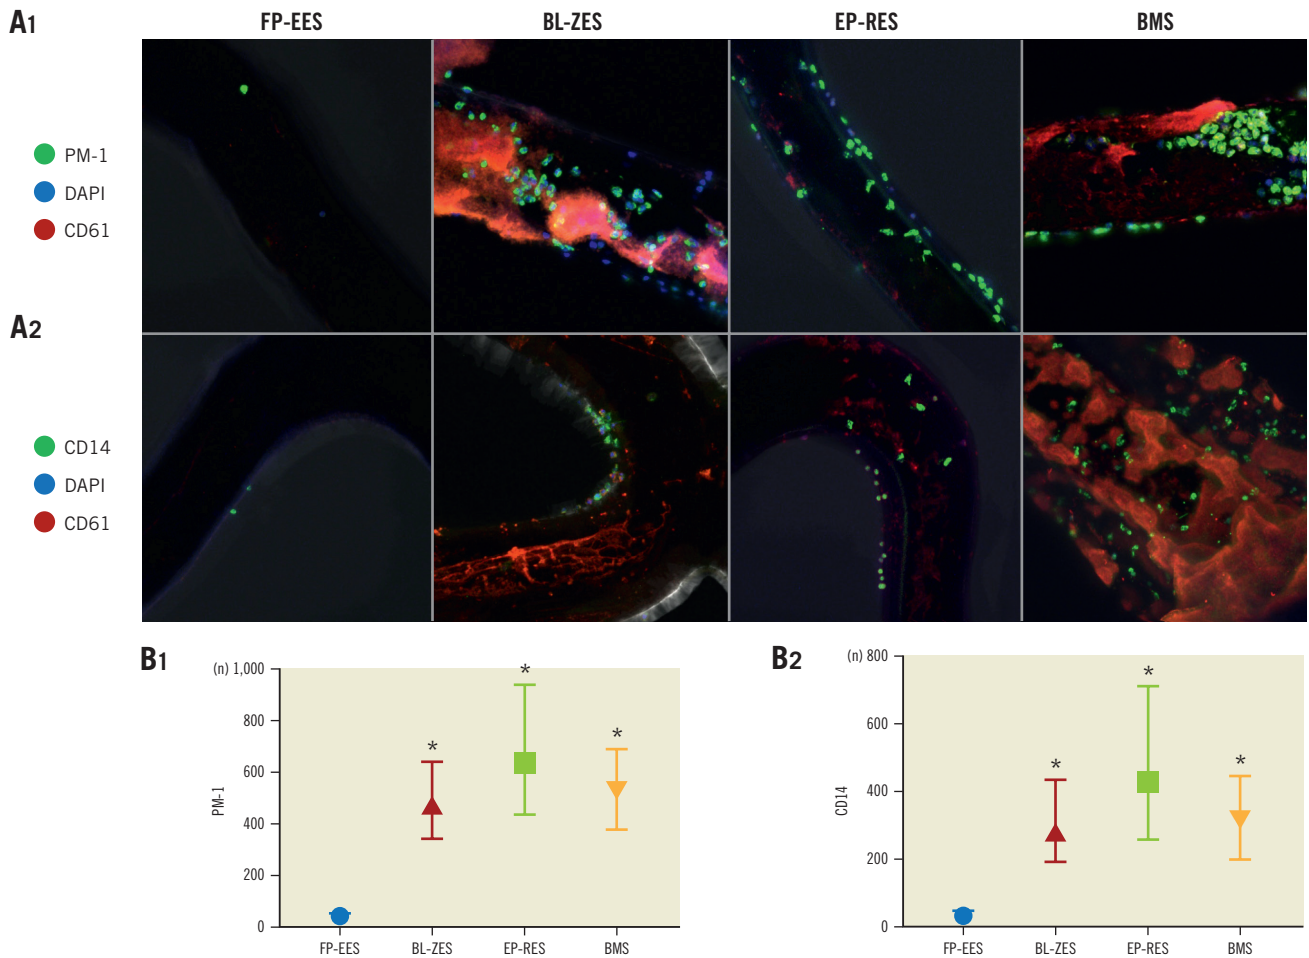 A1
FP-EES BL-ZES EP-RES BMS
PM-1
DAPI
CD61
A2
CD14
DAPI
CD61
B1
(n) 1,000
800
600
400
200
0
PM-1
* * *
FP-EES BL-ZES EP-RES BMS
B2
(n) 800
600
400
200
0
CD14
* * *
FP-EES BL-ZES EP-RES BMS